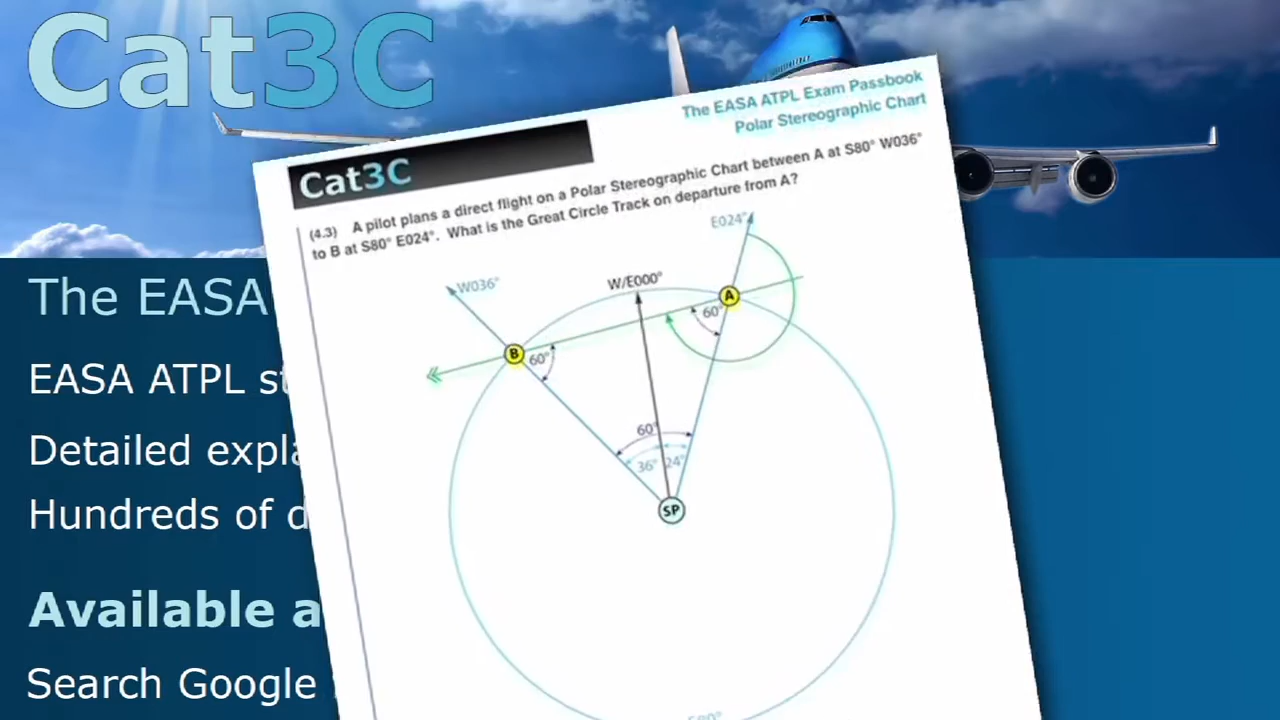 Cat3C
The EASA ATPL Exam Passbook
Polar Stereographic Chart
Cat3C
(4.3) A pilot plans a direct flight on a Polar Stereographic Chart between A at S80° W036°
to B at S80° E024°. What is the Great Circle Track on departure from A?
E024°
W036°
W/E000°
A
60°
B
60°
60°
36°
24°
SP
The EASA
EASA ATPL
Detailed
Hundreds of
Available
Search Google